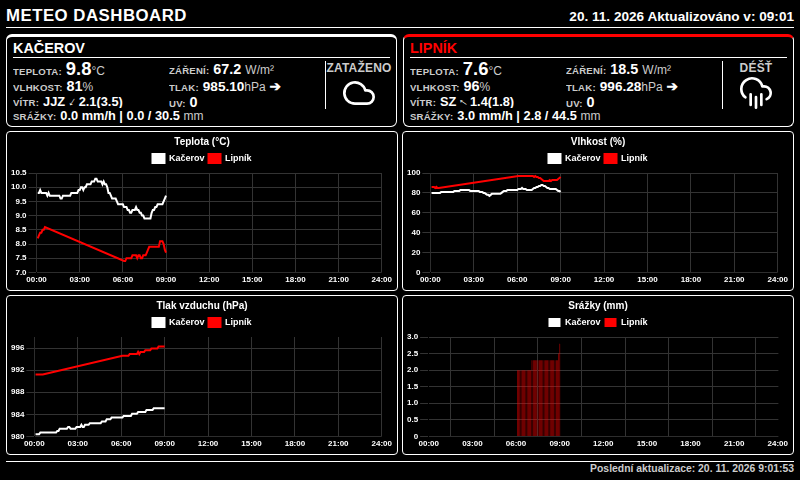 METEO DASHBOARD
20. 11. 2026 Aktualizováno v: 09:01
KAČEROV
TEPLOTA: 9.8°C
ZÁŘENÍ: 67.2 W/m²
ZATAŽENO
VLHKOST: 81%
TLAK: 985.10hPa ➔
VÍTR: JJZ ↙ 2.1(3.5)
UV: 0
SRÁŽKY: 0.0 mm/h | 0.0 / 30.5 mm
LIPNÍK
TEPLOTA: 7.6°C
ZÁŘENÍ: 18.5 W/m²
DÉŠŤ
VLHKOST: 96%
TLAK: 996.28hPa ➔
VÍTR: SZ ↖ 1.4(1.8)
UV: 0
SRÁŽKY: 3.0 mm/h | 2.8 / 44.5 mm
Teplota (°C)
Kačerov Lipník
10.5
10.0
9.5
9.0
8.5
8.0
7.5
7.0
00:00 03:00 06:00 09:00 12:00 15:00 18:00 21:00 24:00
Vlhkost (%)
Kačerov Lipník
100
80
60
40
20
0
00:00 03:00 06:00 09:00 12:00 15:00 18:00 21:00 24:00
Tlak vzduchu (hPa)
Kačerov Lipník
996
992
988
984
980
00:00 03:00 06:00 09:00 12:00 15:00 18:00 21:00 24:00
Srážky (mm)
Kačerov Lipník
3.0
2.5
2.0
1.5
1.0
0.5
0
00:00 03:00 06:00 09:00 12:00 15:00 18:00 21:00 24:00
Poslední aktualizace: 20. 11. 2026 9:01:53